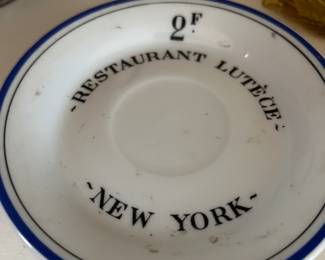 2F
-RESTAURANT LUTÈCE-
-NEW YORK-